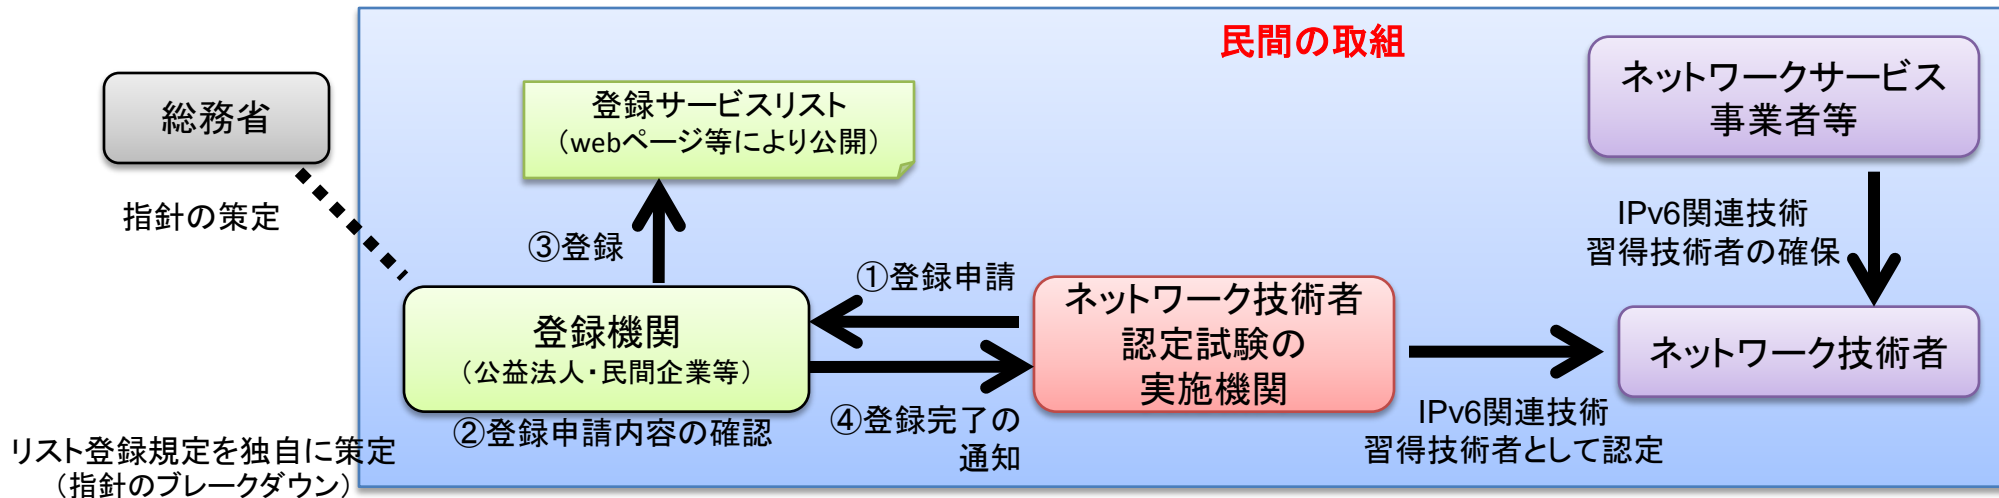 民間の取組
総務省
指針の策定
登録サービスリスト
（webページ等により公開）
ネットワークサービス
事業者等
③登録
①登録申請
IPv6関連技術
習得技術者の確保
登録機関
（公益法人・民間企業等）
ネットワーク技術者
認定試験の
実施機関
ネットワーク技術者
②登録申請内容の確認
④登録完了の
通知
IPv6関連技術
習得技術者として認定
リスト登録規定を独自に策定
（指針のブレークダウン）